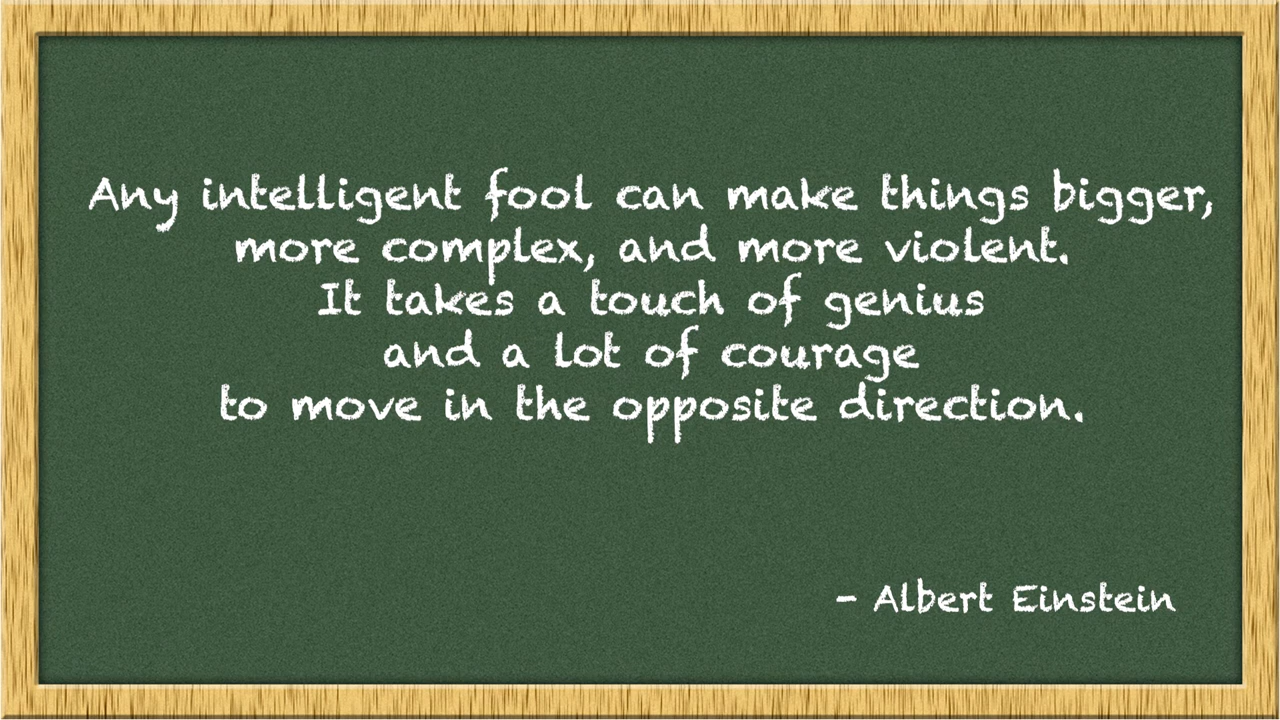 Any intelligent fool can make things bigger,
more complex, and more violent.
It takes a touch of genius
and a lot of courage
to move in the opposite direction.
- Albert Einstein